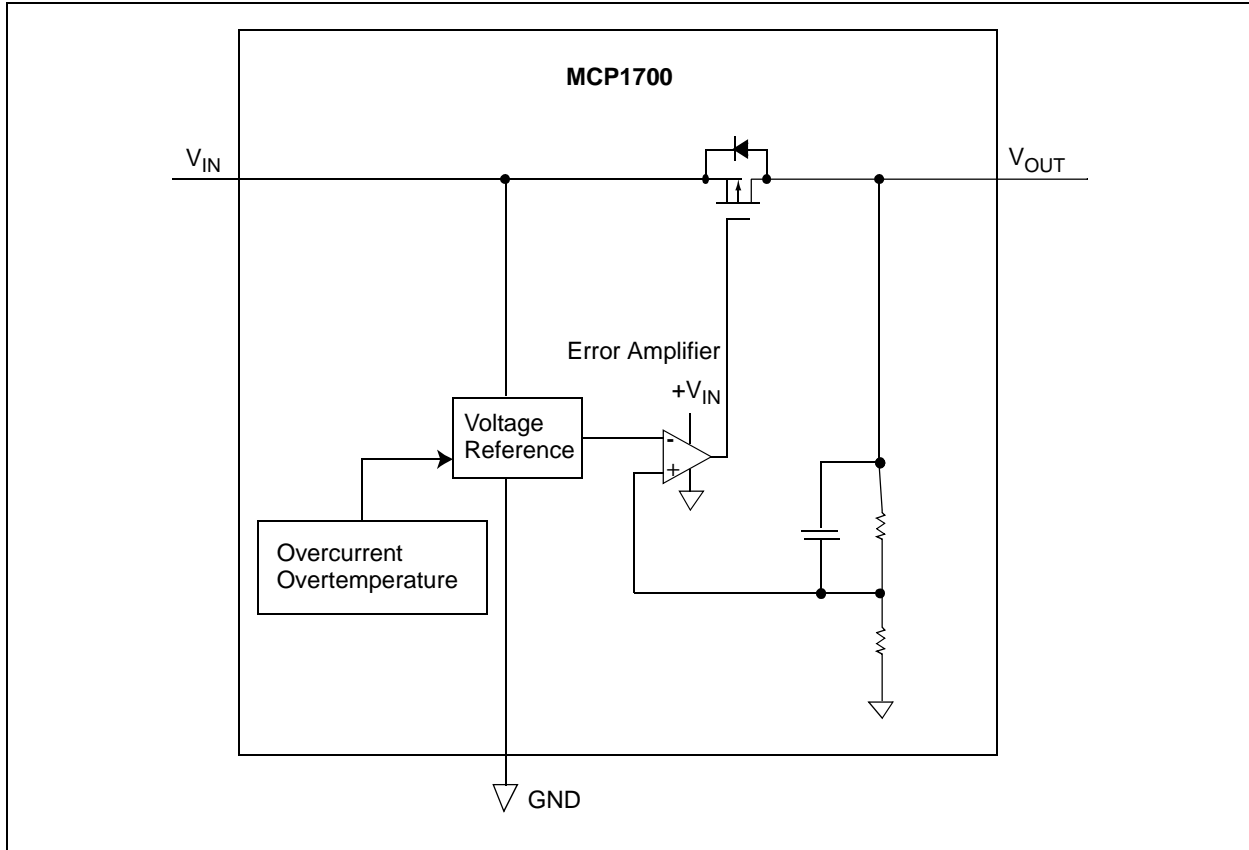 MCP1700
VIN
VOUT
Error Amplifier
+VIN
Voltage
Reference
-
+
Overcurrent
Overtemperature
GND